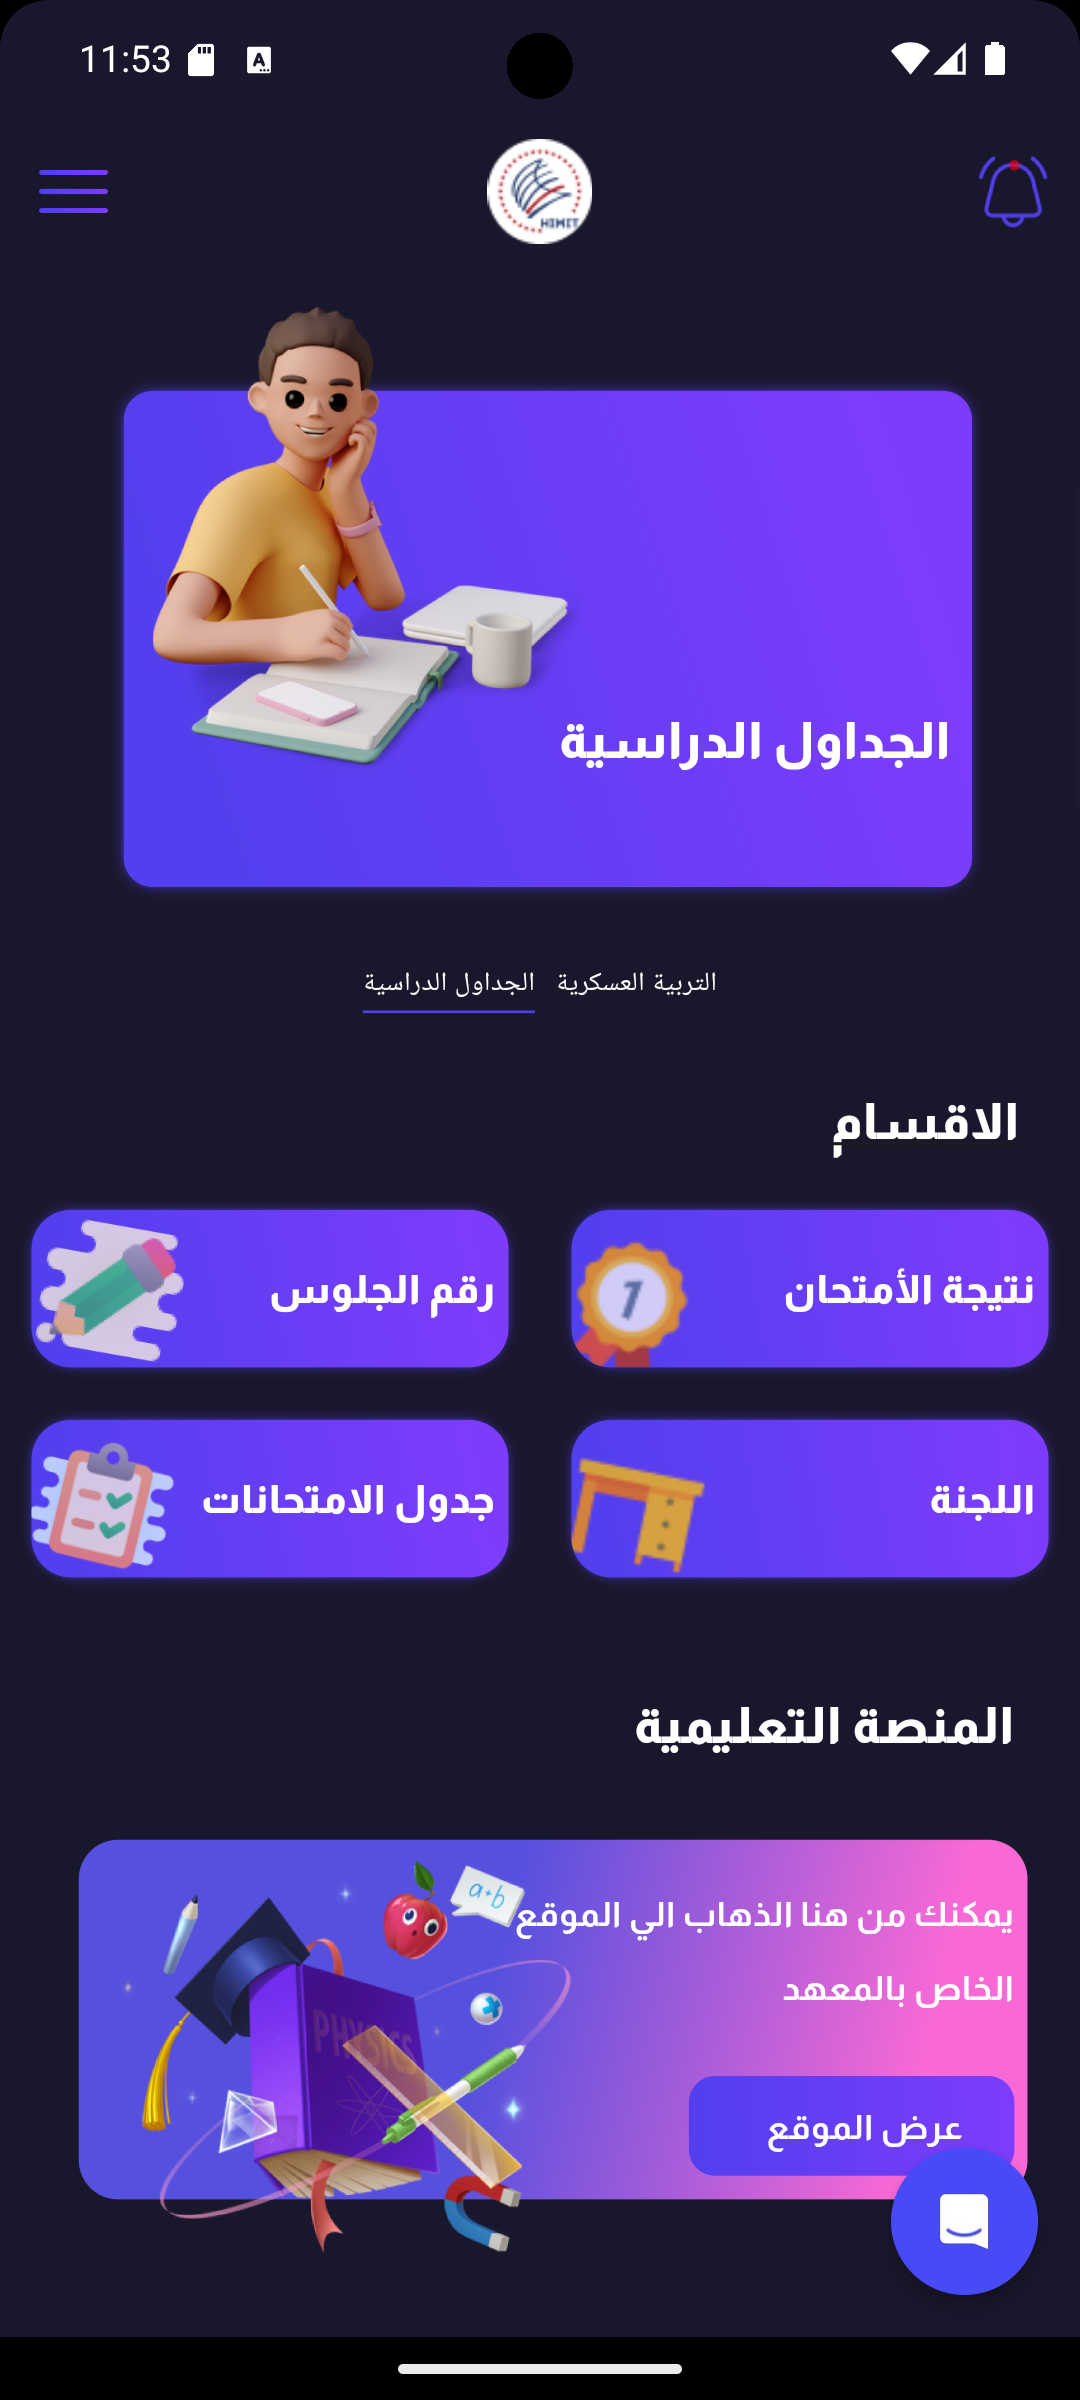 11:53
HIMIT
الجداول الدراسية
التربية العسكرية
الجداول الدراسية
الاقسام
نتيجة الأمتحان
رقم الجلوس
اللجنة
جدول الامتحانات
المنصة التعليمية
يمكنك من هنا الذهاب الي الموقع
الخاص بالمعهد
a+b
PHYSICS
عرض الموقع